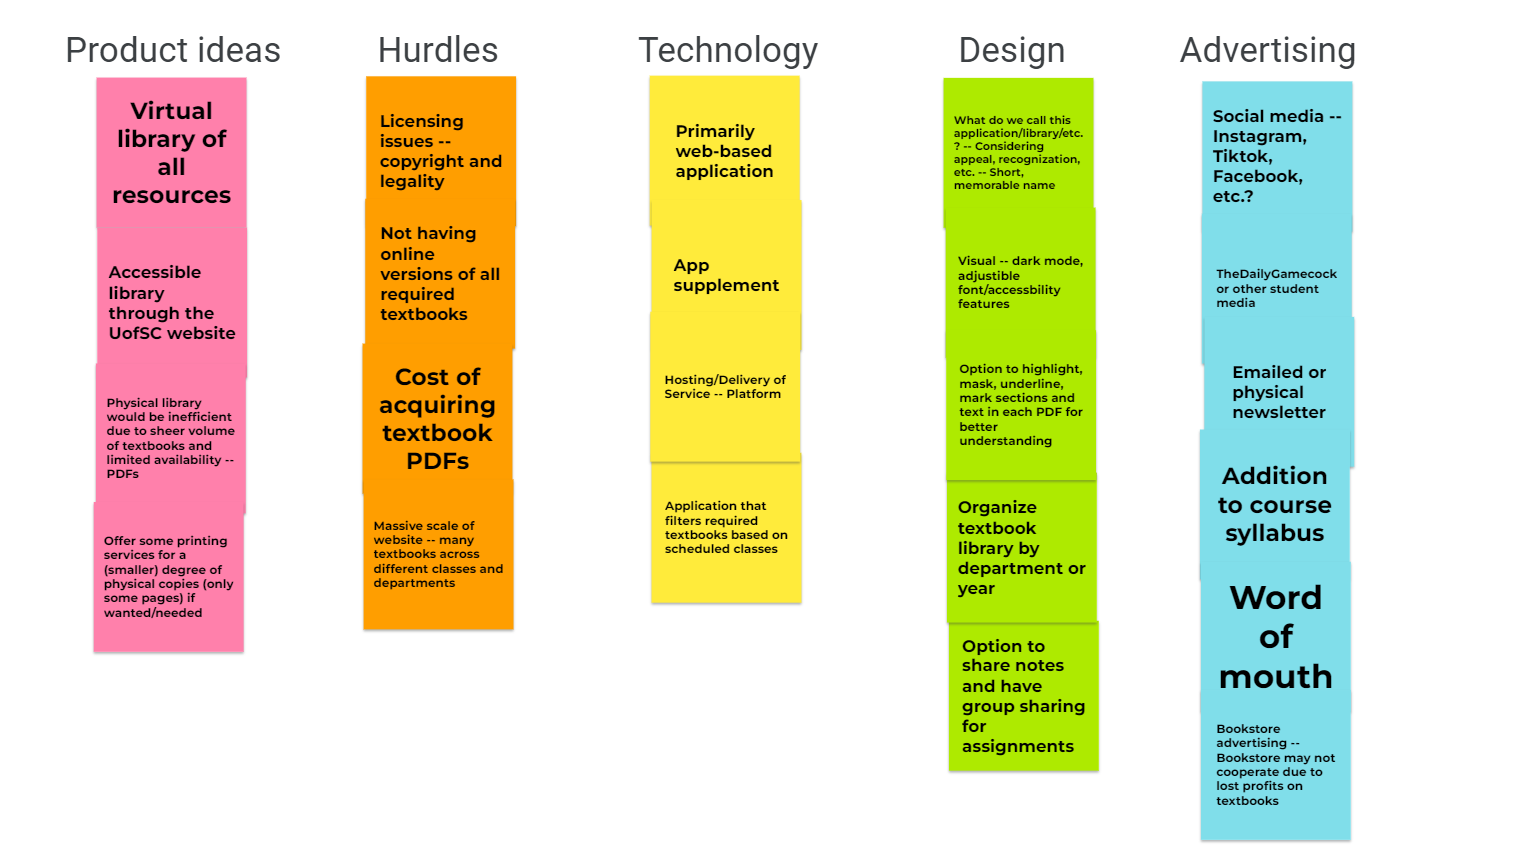 Product ideas
Virtual
library of
all
resources
Accessible
library
through the
UofSC website
Physical library
would be inefficient
due to sheer volume
of textbooks and
limited availability --
PDFs
Offer some printing
services for a
(smaller) degree of
physical copies (only
some pages) if
wanted/needed
Hurdles
Licensing
issues --
copyright and
legality
Not having
online
versions of all
required
textbooks
Cost of
acquiring
textbook
PDFs
Massive scale of
website -- many
textbooks across
different classes and
departments
Technology
Primarily
web-based
application
App
supplement
Hosting/Delivery of
Service -- Platform
Application that
filters required
textbooks based on
scheduled classes
Design
What do we call this
application/library/etc.
? -- Considering
appeal, recognization,
etc. -- Short,
memorable name
Visual -- dark mode,
adjustible
font/accessbility
features
Option to highlight,
mask, underline,
mark sections and
text in each PDF for
better
understanding
Organize
textbook
library by
department or
year
Option to
share notes
and have
group sharing
for
assignments
Advertising
Social media --
Instagram,
Tiktok,
Facebook,
etc.?
TheDailyGamecock
or other student
media
Emailed or
physical
newsletter
Addition
to course
syllabus
Word
of
mouth
Bookstore
advertising --
Bookstore may not
cooperate due to
lost profits on
textbooks